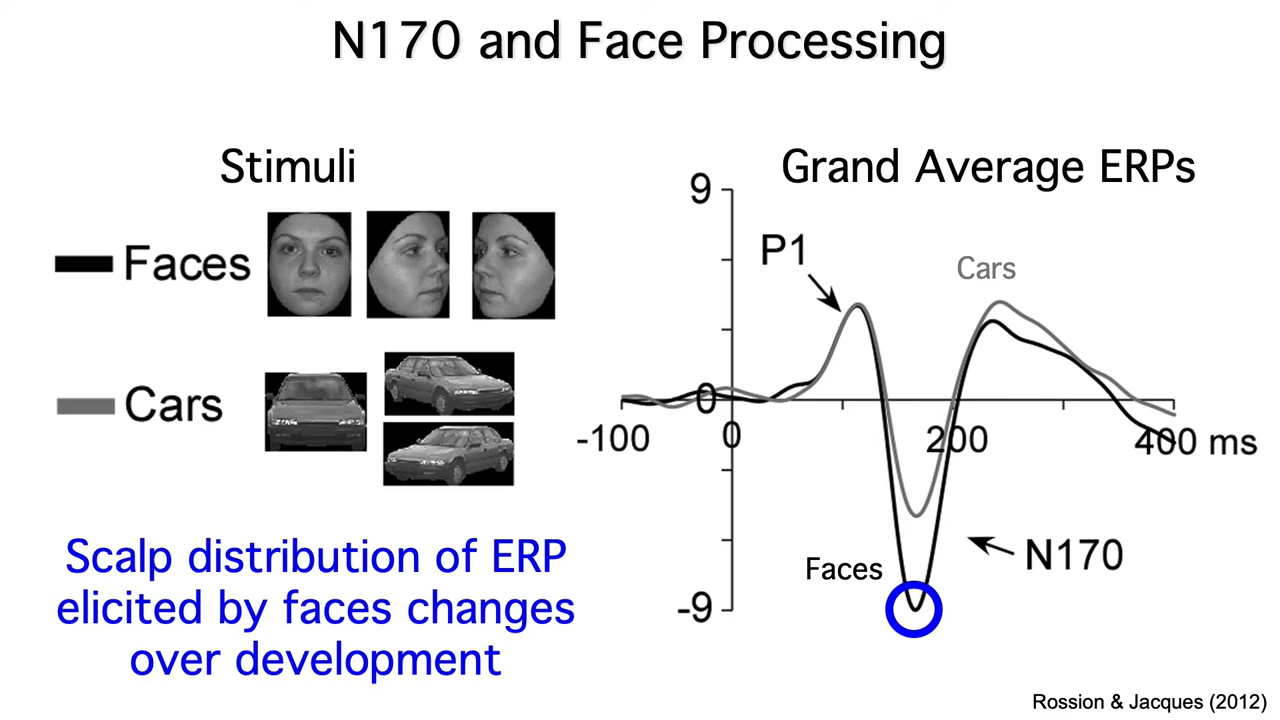 N170 and Face Processing
Stimuli
Faces
Cars
Scalp distribution of ERP
elicited by faces changes
over development
Grand Average ERPs
9
P1
Cars
0
-100
0
200
400 ms
Faces
N170
-9
Rossion & Jacques (2012)